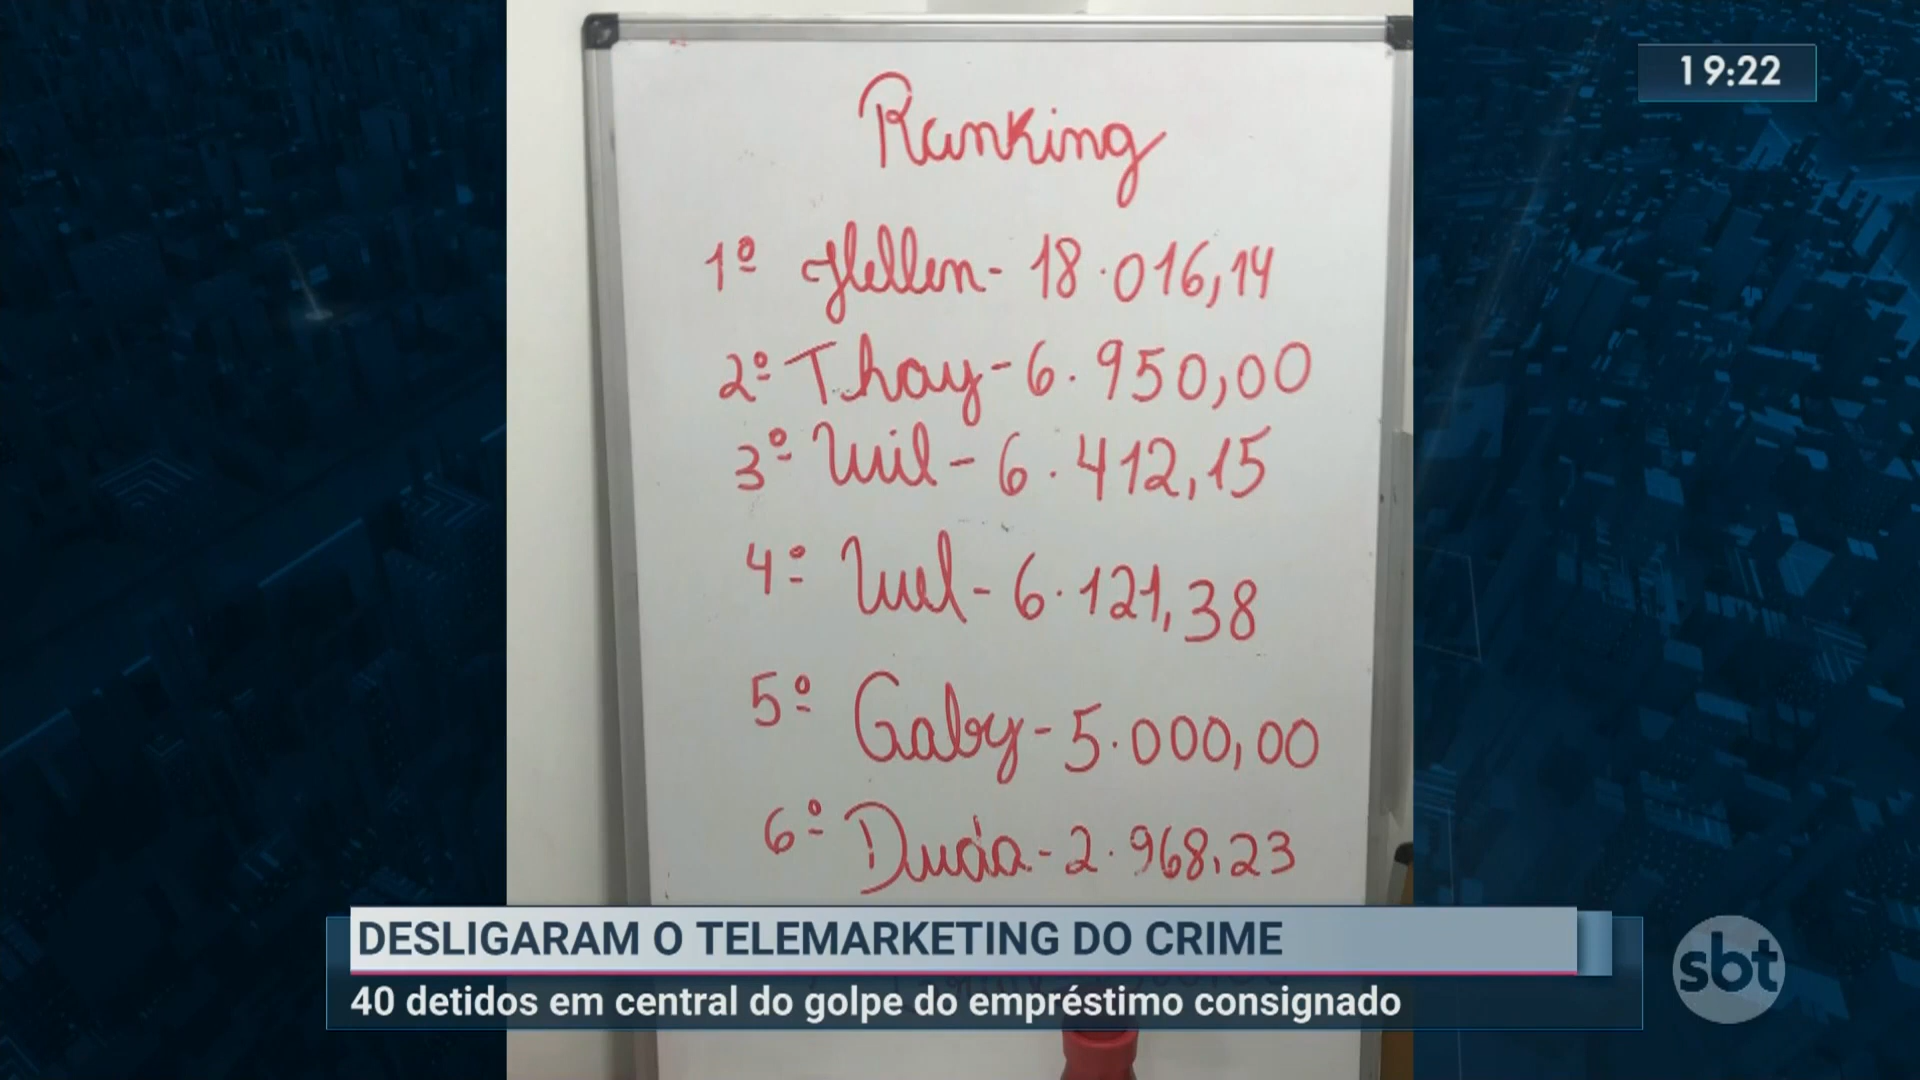 19:22
Ranking
1º Hellen - 18.016,14
2º Thay - 6.950,00
3º Mil - 6.412,15
4º Mel - 6.121,38
5º Gaby - 5.000,00
6º Duda - 2.968,23
DESLIGARAM O TELEMARKETING DO CRIME
40 detidos em central do golpe do empréstimo consignado
sbt